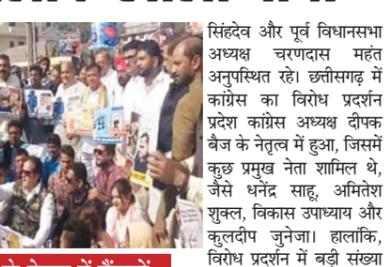 सिंहदेव और पूर्व विधानसभा
अध्यक्ष चरणदास महंत
अनुपस्थित रहे। छत्तीसगढ़ में
कांग्रेस का विरोध प्रदर्शन
प्रदेश कांग्रेस अध्यक्ष दीपक
बैज के नेतृत्व में हुआ, जिसमें
कुछ प्रमुख नेता शामिल थे,
जैसे धनेंद्र साहू, अमितेश
शुक्ल, विकास उपाध्याय और
कुलदीप जुनेजा। हालांकि,
विरोध प्रदर्शन में बड़ी संख्या